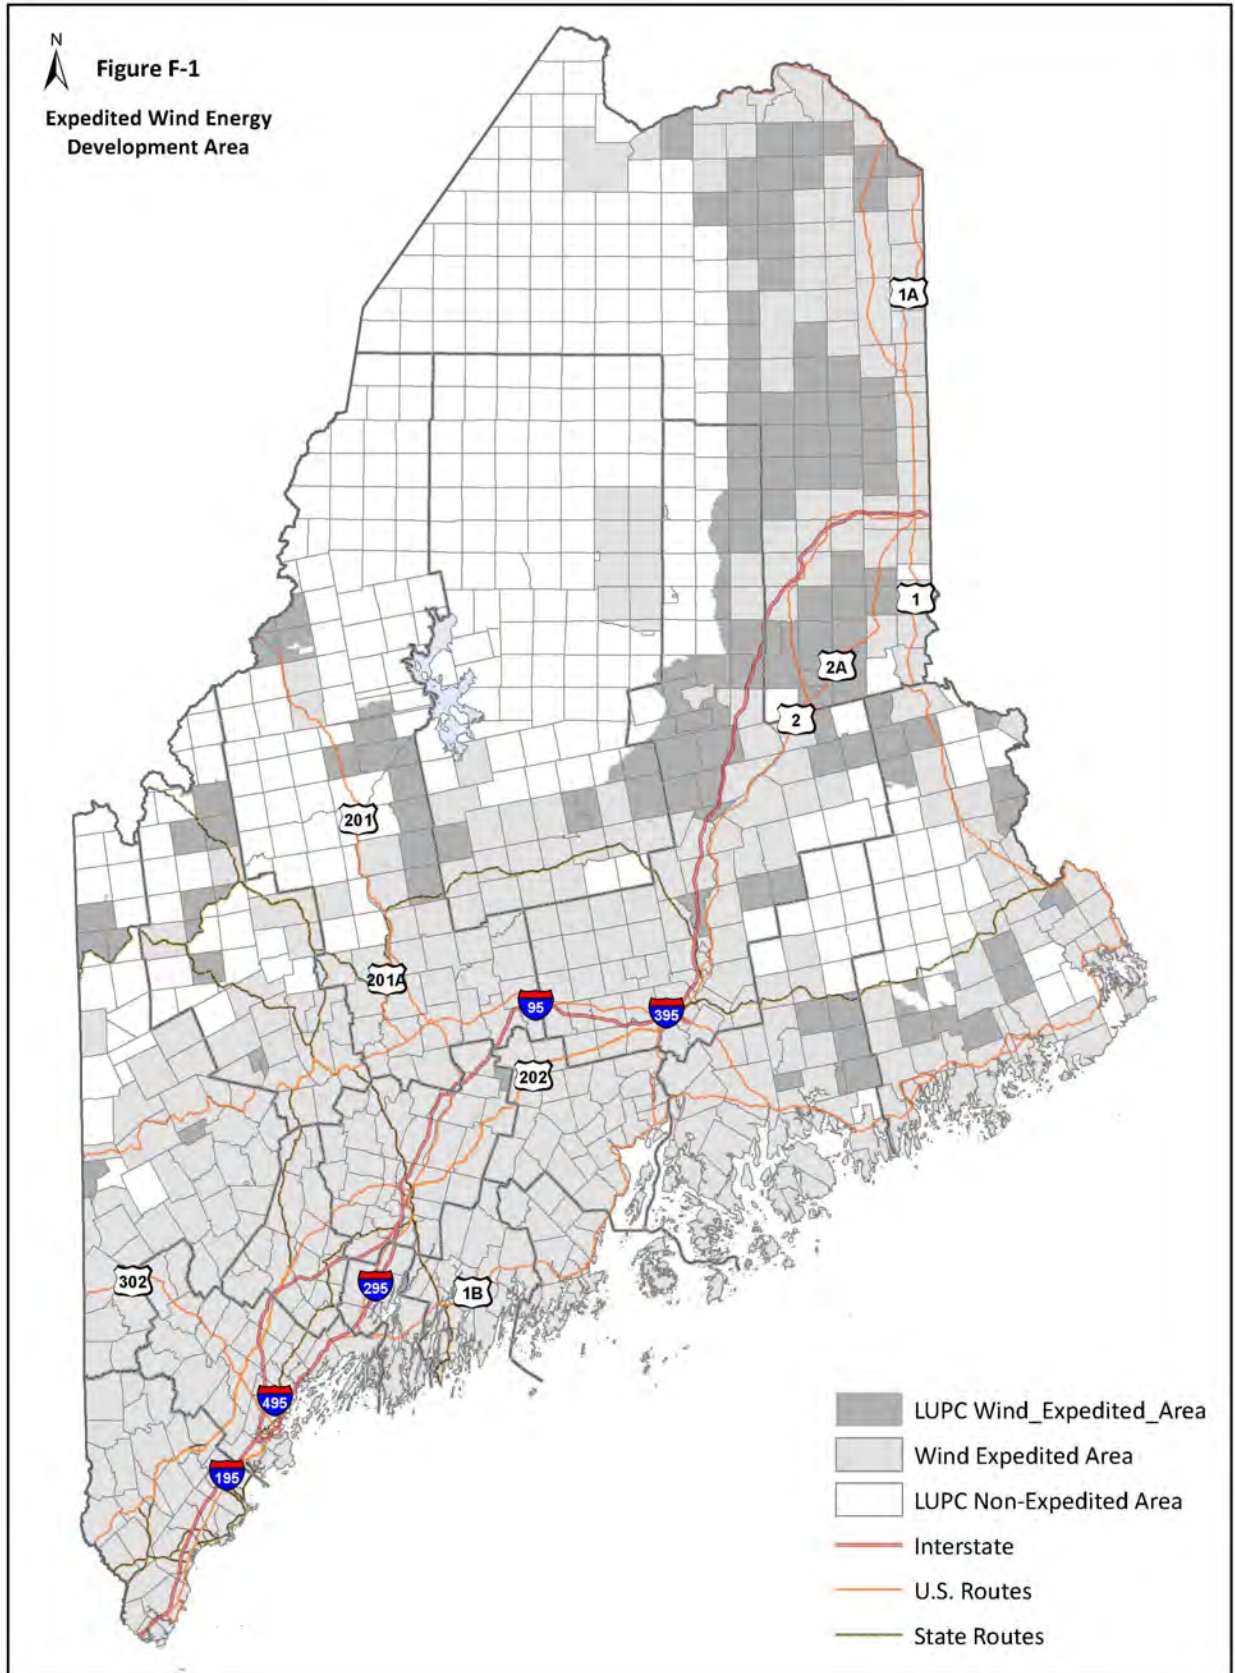 N
Figure F-1
Expedited Wind Energy
Development Area
1A
1
2A
2
201
201A
95
395
202
302
295
1B
495
195
LUPC Wind_Expedited_Area
Wind Expedited Area
LUPC Non-Expedited Area
Interstate
U.S. Routes
State Routes